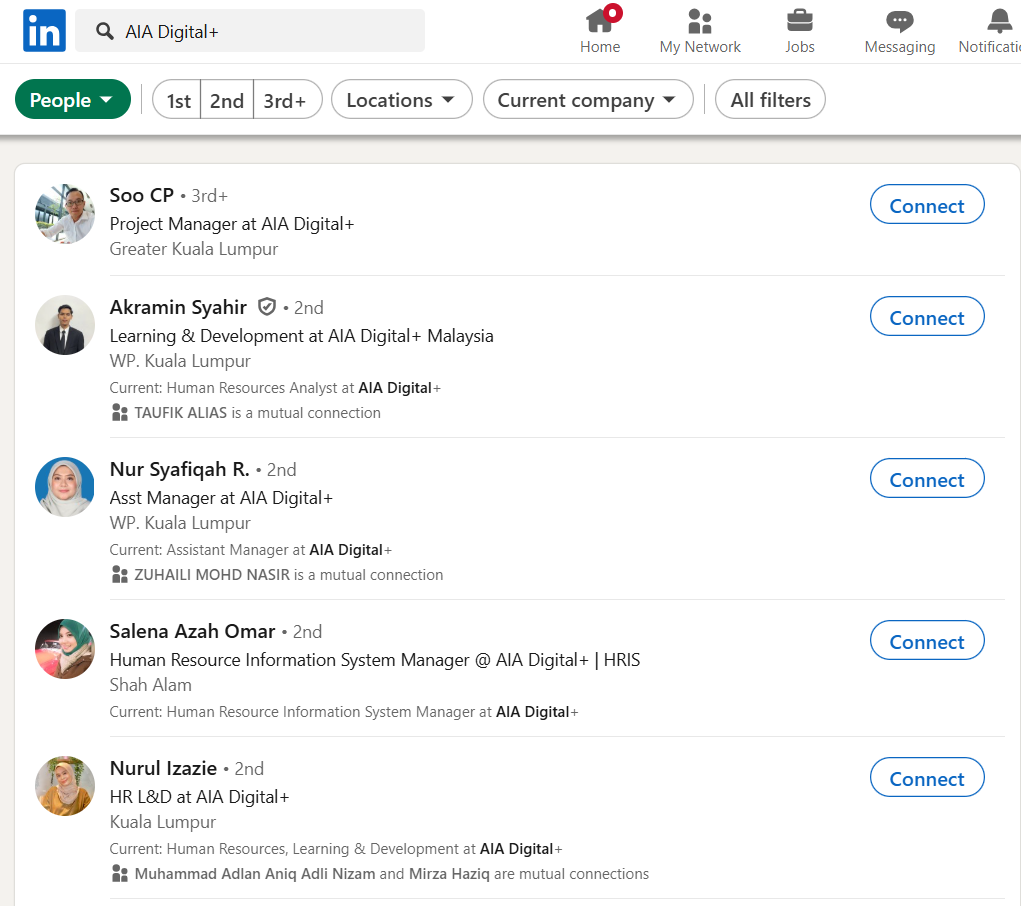 in
AIA Digital+
Home
My Network
Jobs
Messaging
Notificati
People
1st
2nd
3rd+
Locations
Current company
All filters
Soo CP • 3rd+
Connect
Project Manager at AIA Digital+
Greater Kuala Lumpur
Akramin Syahir • 2nd
Connect
Learning & Development at AIA Digital+ Malaysia
WP. Kuala Lumpur
Current: Human Resources Analyst at AIA Digital+
TAUFIK ALIAS is a mutual connection
Nur Syafiqah R. • 2nd
Connect
Asst Manager at AIA Digital+
WP. Kuala Lumpur
Current: Assistant Manager at AIA Digital+
ZUHAILI MOHD NASIR is a mutual connection
Salena Azah Omar • 2nd
Connect
Human Resource Information System Manager @ AIA Digital+ | HRIS
Shah Alam
Current: Human Resource Information System Manager at AIA Digital+
Nurul Izazie • 2nd
Connect
HR L&D at AIA Digital+
Kuala Lumpur
Current: Human Resources, Learning & Development at AIA Digital+
Muhammad Adlan Aniq Adli Nizam and Mirza Haziq are mutual connections